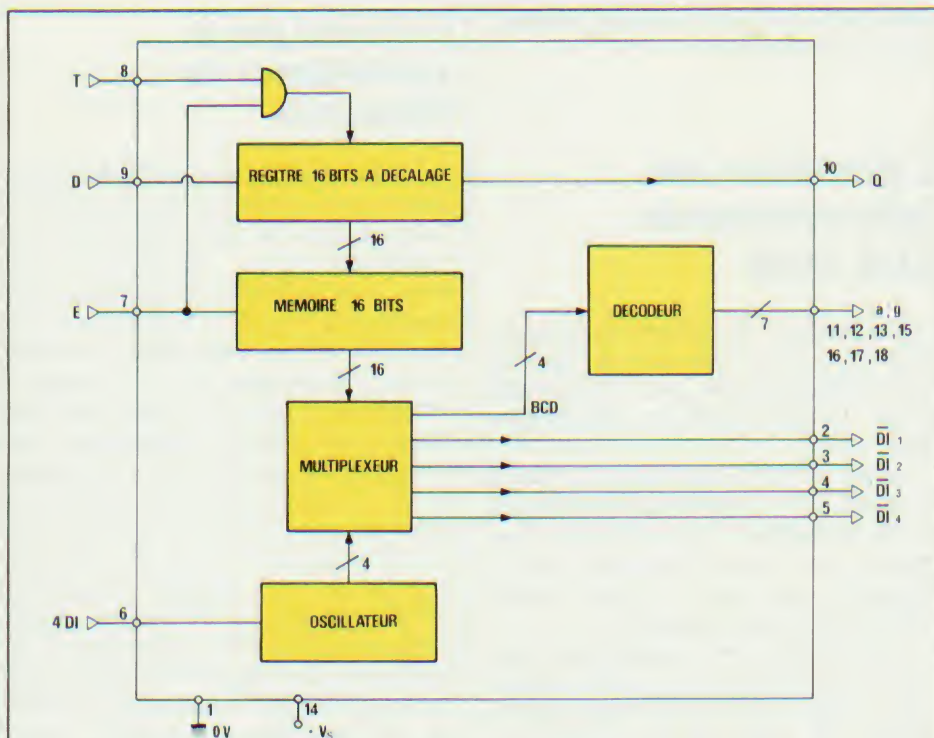 T
8
D
9
REGITRE 16 BITS A DECALAGE
10
Q
16
E
7
MEMOIRE 16 BITS
DECODEUR
7
a, g
11, 12, 13, 15
16, 17, 18
16
4
BCD
MULTIPLEXEUR
2
DI 1
3
DI 2
4
DI 3
5
DI 4
4
4 DI
6
OSCILLATEUR
1
0 V
14
- Vs